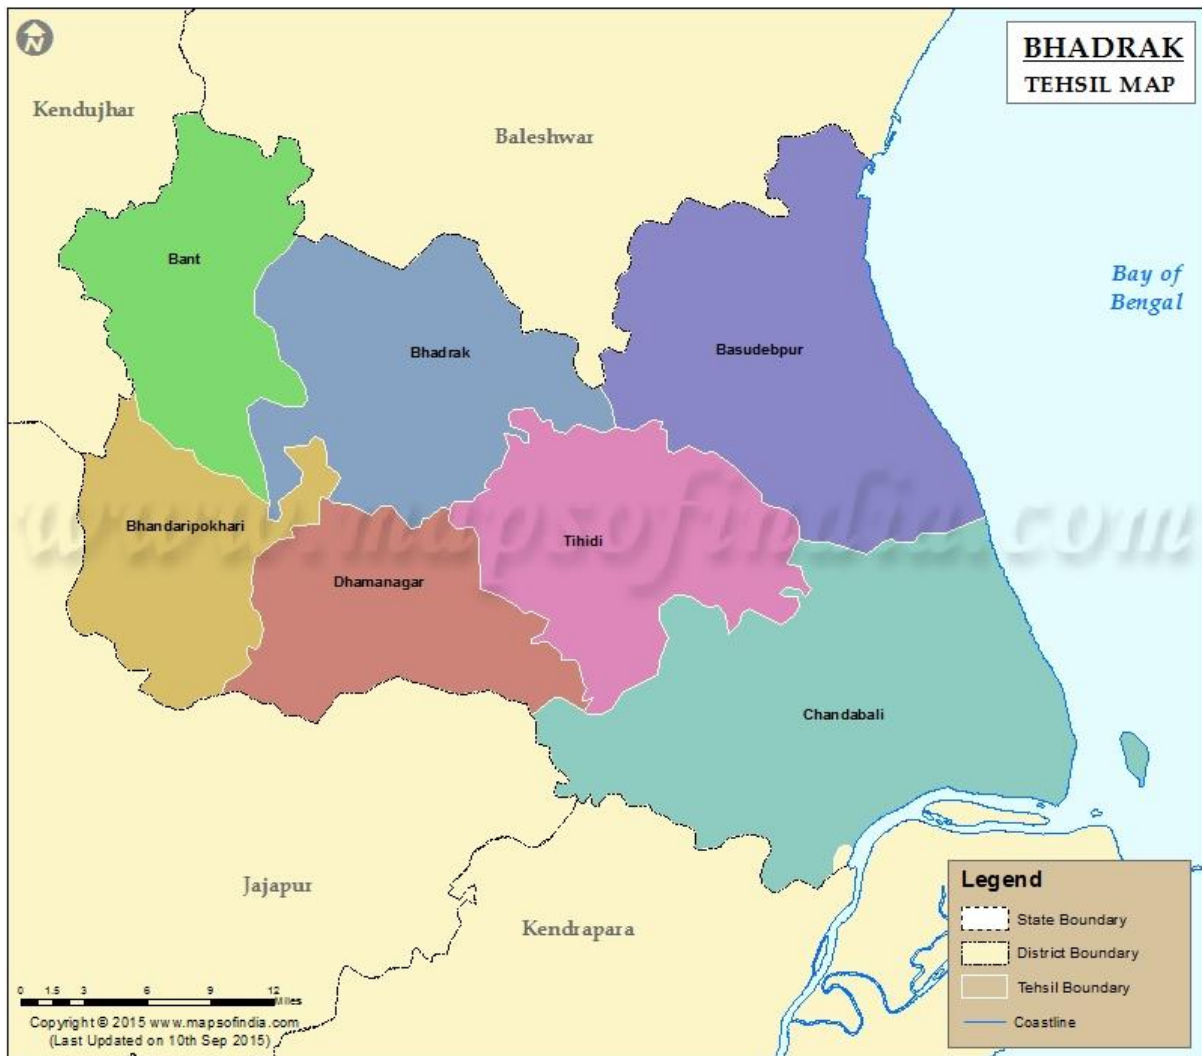 N
BHADRAK
TEHSIL MAP
Kendujhar
Baleshwar
Bant
Bay of
Bengal
Bhadrak
Basudebpur
Bhandaripokhari
Tihidi
www.mapsofindia.com
Dhamanagar
Chandabali
Jajapur
Kendrapara
Legend
State Boundary
District Boundary
Tehsil Boundary
Coastline
0 1.5 3 6 9 12
Miles
Copyright © 2015 www.mapsofindia.com
(Last Updated on 10th Sep 2015)